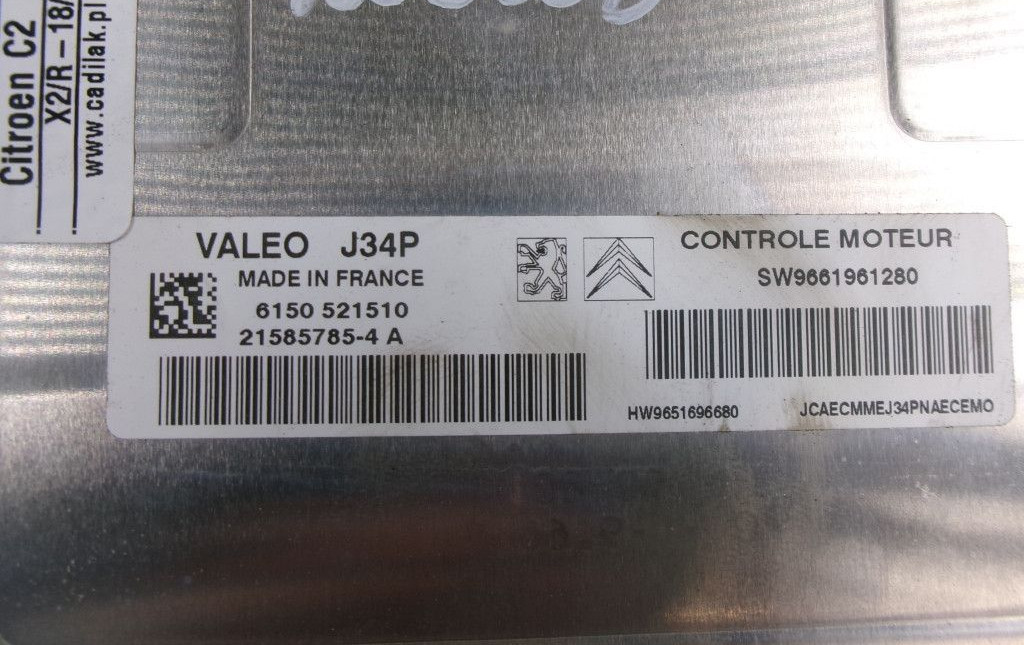 Citroen C2
X2/R – 18/
www.cadilak.pl
VALEO J34P
MADE IN FRANCE
6150 521510
21585785-4 A
CONTROLE MOTEUR
SW9661961280
HW9651696680
JCAECMMEJ34PNAECEMO